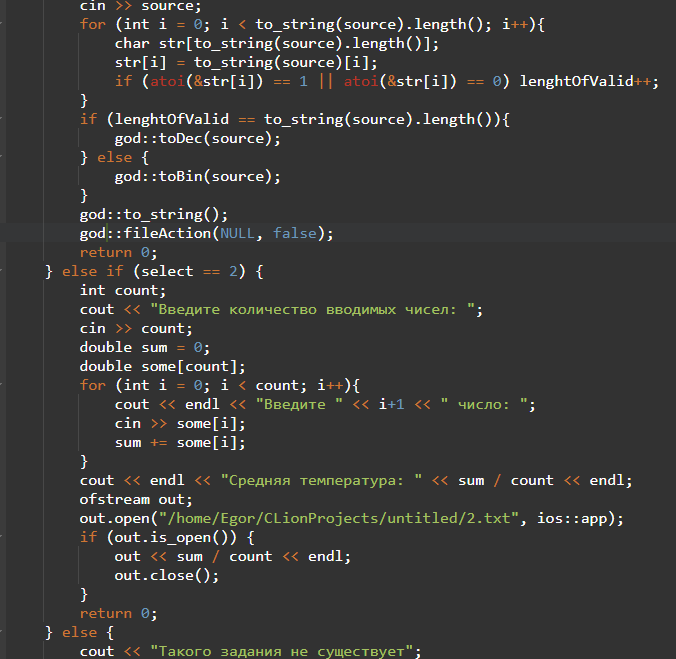 cin >> source;
for (int i = 0; i < to_string(source).length(); i++){
char str[to_string(source).length()];
str[i] = to_string(source)[i];
if (atoi(&str[i]) == 1 || atoi(&str[i]) == 0) lenghtOfValid++;
}
if (lenghtOfValid == to_string(source).length()){
god::toDec(source);
} else {
god::toBin(source);
}
god::to_string();
god::fileAction(NULL, false);
return 0;
} else if (select == 2) {
int count;
cout << "Введите количество вводимых чисел: ";
cin >> count;
double sum = 0;
double some[count];
for (int i = 0; i < count; i++){
cout << endl << "Введите " << i+1 << " число: ";
cin >> some[i];
sum += some[i];
}
cout << endl << "Средняя температура: " << sum / count << endl;
ofstream out;
out.open("/home/Egor/CLionProjects/untitled/2.txt", ios::app);
if (out.is_open()) {
out << sum / count << endl;
out.close();
}
return 0;
} else {
cout << "Такого задания не существует";